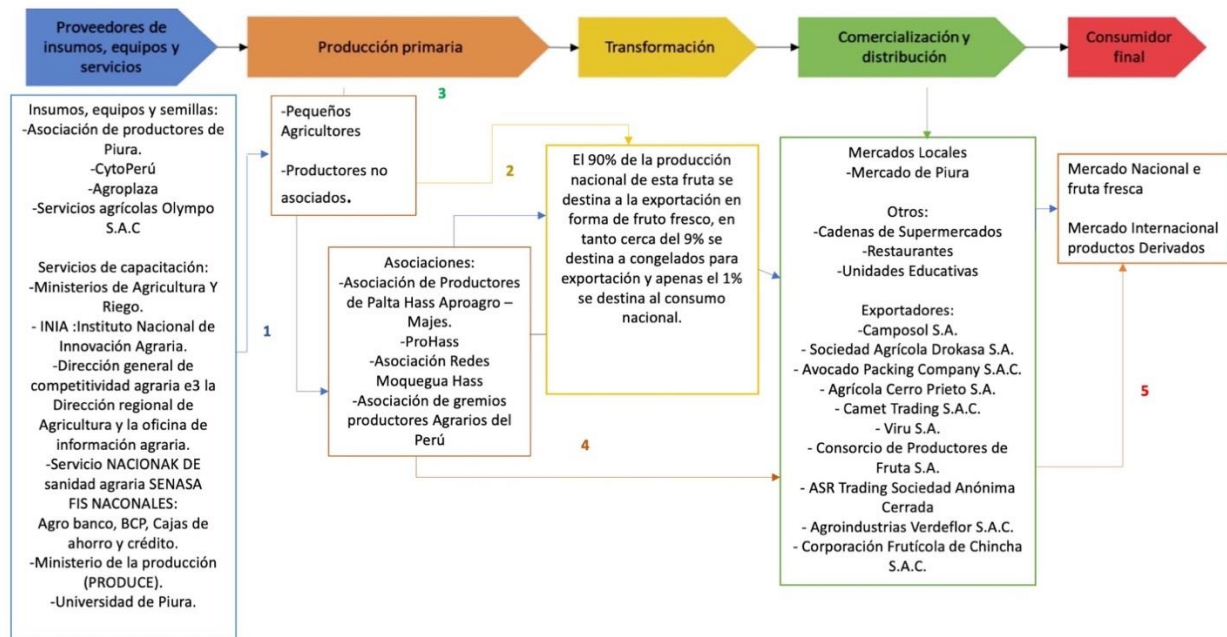 Proveedores de
insumos, equipos y
servicios
Producción primaria
Transformación
Comercialización y
distribución
Consumidor
final
Insumos, equipos y semillas:
-Asociación de productores de
Piura.
-CytoPerú
-Agroplaza
-Servicios agrícolas Olympo
S.A.C
Servicios de capacitación:
-Ministerios de Agricultura Y
Riego.
- INIA :Instituto Nacional de
Innovación Agraria.
-Dirección general de
competitividad agraria e3 la
Dirección regional de
Agricultura y la oficina de
información agraria.
-Servicio NACIONAK DE
sanidad agraria SENASA
FIS NACONALES:
Agro banco, BCP, Cajas de
ahorro y crédito.
-Ministerio de la producción
(PRODUCE).
-Universidad de Piura.
1
3
-Pequeños
Agricultores
-Productores no
asociados.
2
Asociaciones:
-Asociación de Productores
de Palta Hass Aproagro –
Majes.
-ProHass
-Asociación Redes
Moquegua Hass
-Asociación de gremios
productores Agrarios del
Perú
4
El 90% de la producción
nacional de esta fruta se
destina a la exportación en
forma de fruto fresco, en
tanto cerca del 9% se
destina a congelados para
exportación y apenas el 1%
se destina al consumo
nacional.
Mercados Locales
-Mercado de Piura
Otros:
-Cadenas de Supermercados
-Restaurantes
-Unidades Educativas
Exportadores:
-Camposol S.A.
- Sociedad Agrícola Drokasa S.A.
- Avocado Packing Company S.A.C.
- Agrícola Cerro Prieto S.A.
- Camet Trading S.A.C.
- Viru S.A.
- Consorcio de Productores de
Fruta S.A.
- ASR Trading Sociedad Anónima
Cerrada
- Agroindustrias Verdeflor S.A.C.
- Corporación Frutícola de Chincha
S.A.C.
Mercado Nacional e
fruta fresca
Mercado Internacional
productos Derivados
5